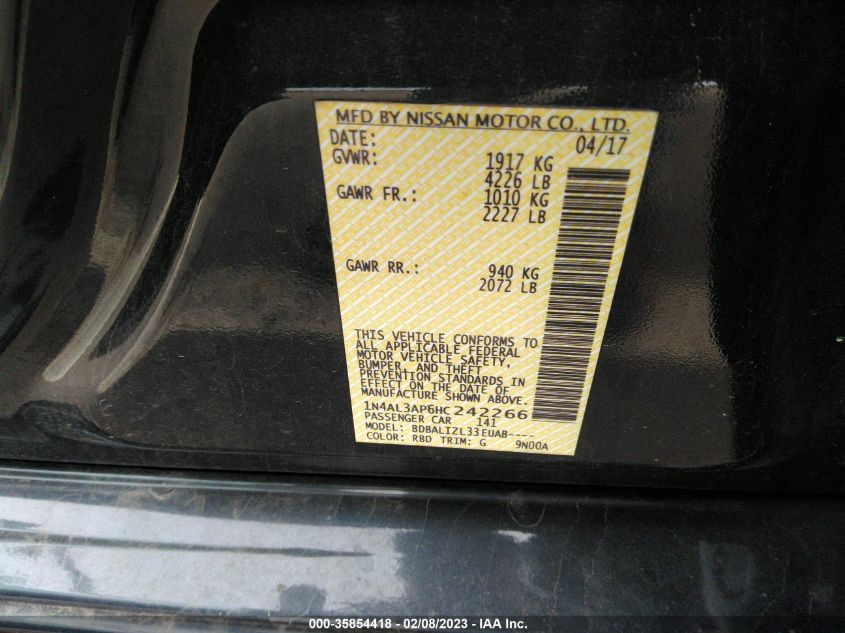 MFD BY NISSAN MOTOR CO., LTD.
DATE: 04/17
GVWR: 1917 KG
4226 LB
GAWR FR.: 1010 KG
2227 LB
GAWR RR.: 940 KG
2072 LB
THIS VEHICLE CONFORMS TO
ALL APPLICABLE FEDERAL
MOTOR VEHICLE SAFETY,
BUMPER, AND THEFT
PREVENTION STANDARDS IN
EFFECT ON THE DATE OF
MANUFACTURE SHOWN ABOVE.
1N4AL3AP6HC242266
PASSENGER CAR 141
MODEL: BDBALIZL33EUAB----
COLOR: RBD TRIM: G 9N00A
000-35854418 - 02/08/2023 - IAA Inc.